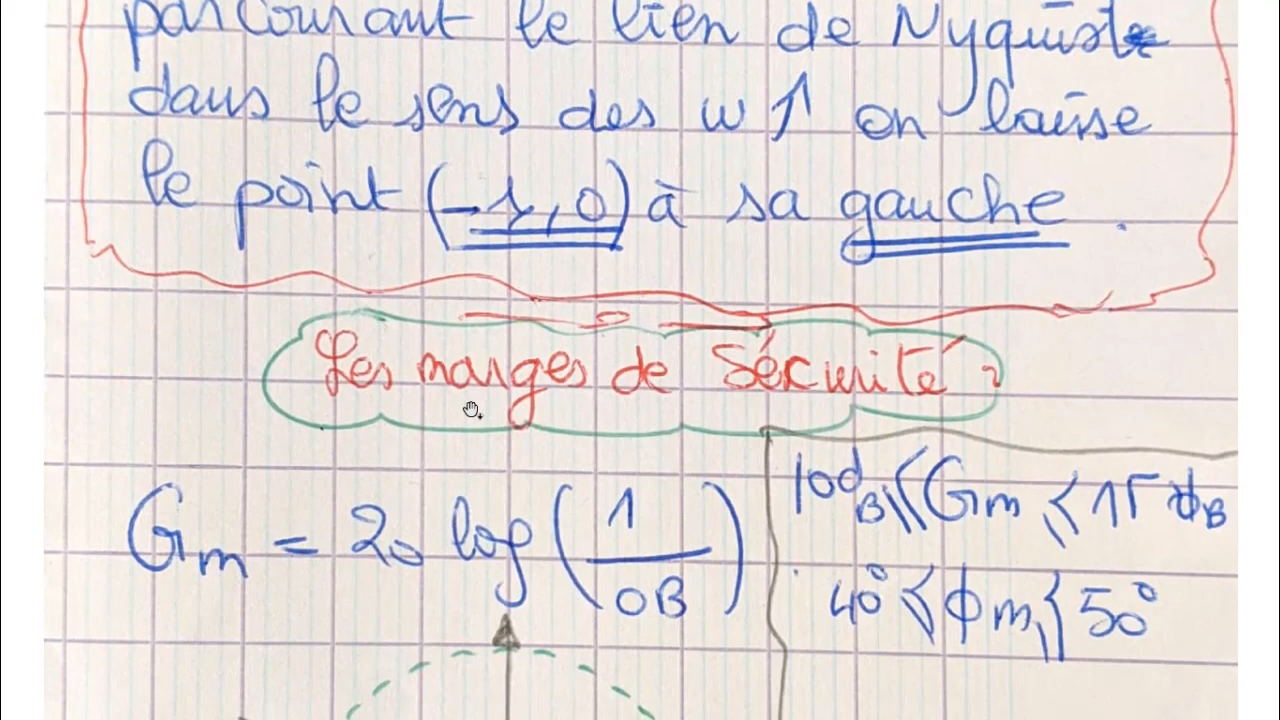 parcourant le lien de Nyquist
dans le sens des w ↑ on laisse
le point (-1, 0) à sa gauche.
Les marges de Sécurité :
Gm = 20 log (1/OB)
10dB ≤ Gm ≤ 15 dB
40° ≤ ϕm ≤ 50°